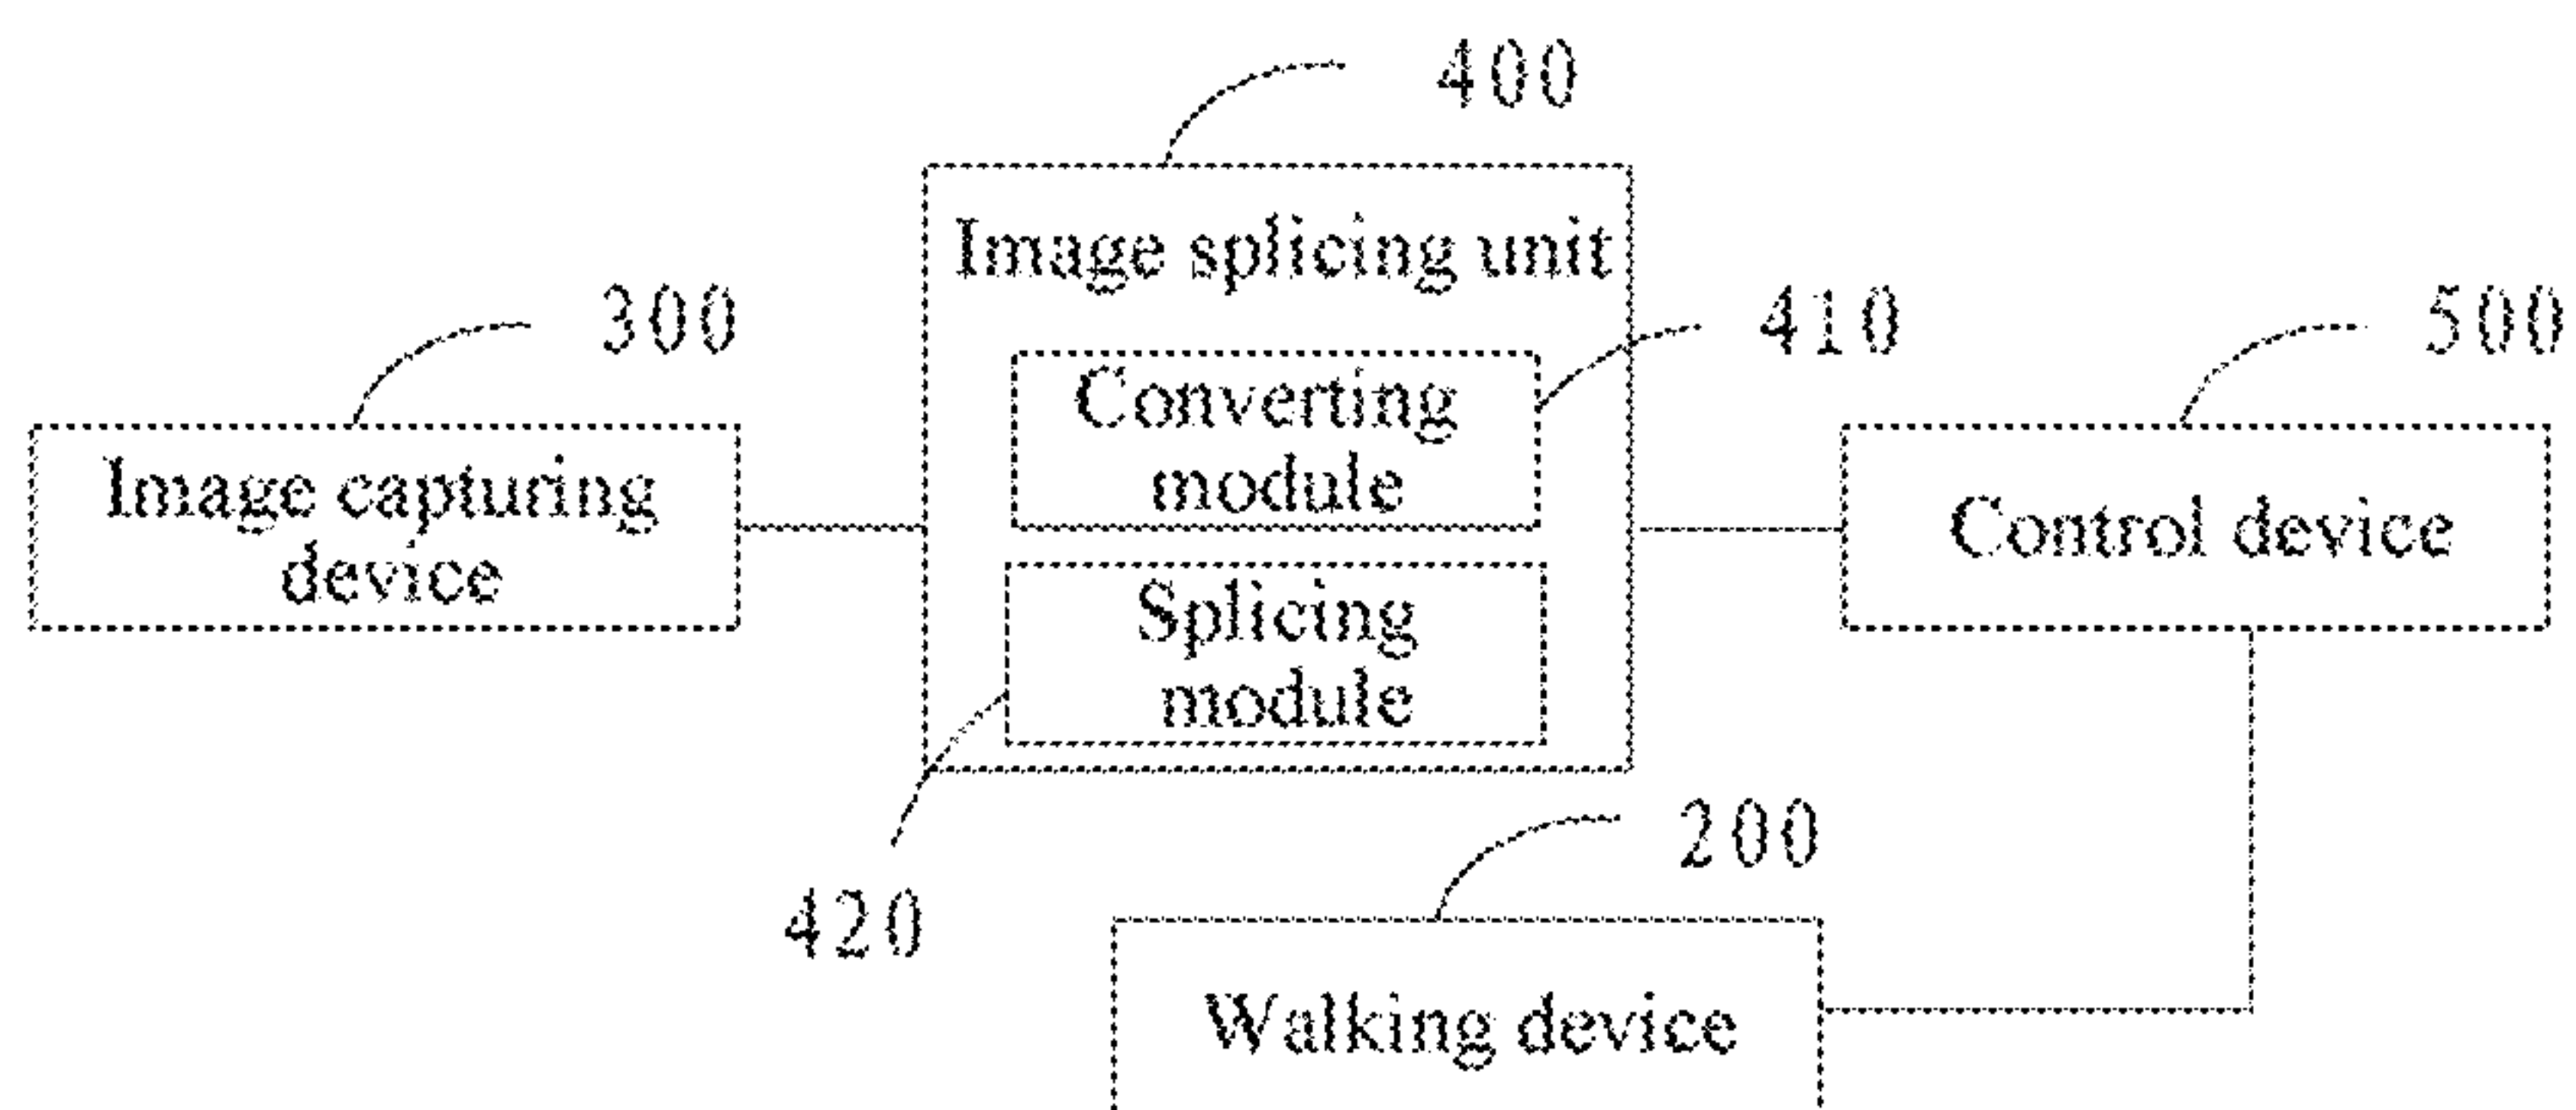 400
Image splicing unit
300
410
500
Converting
module
Image capturing
device
Control device
Splicing
module
200
420
Walking device